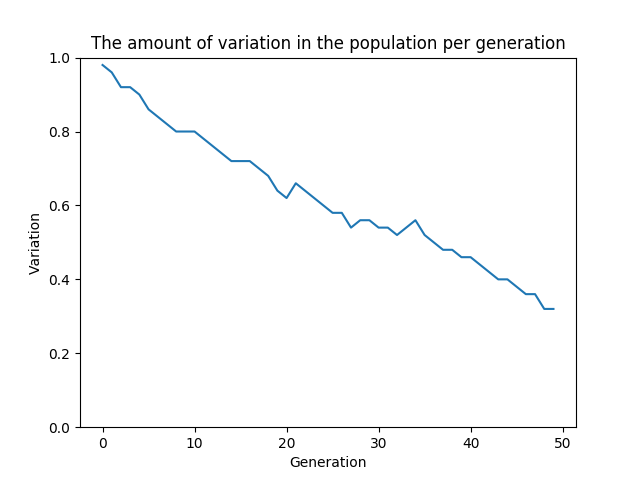 The amount of variation in the population per generation
1.0
0.8
0.6
0.4
0.2
0.0
Variation
0 10 20 30 40 50
Generation